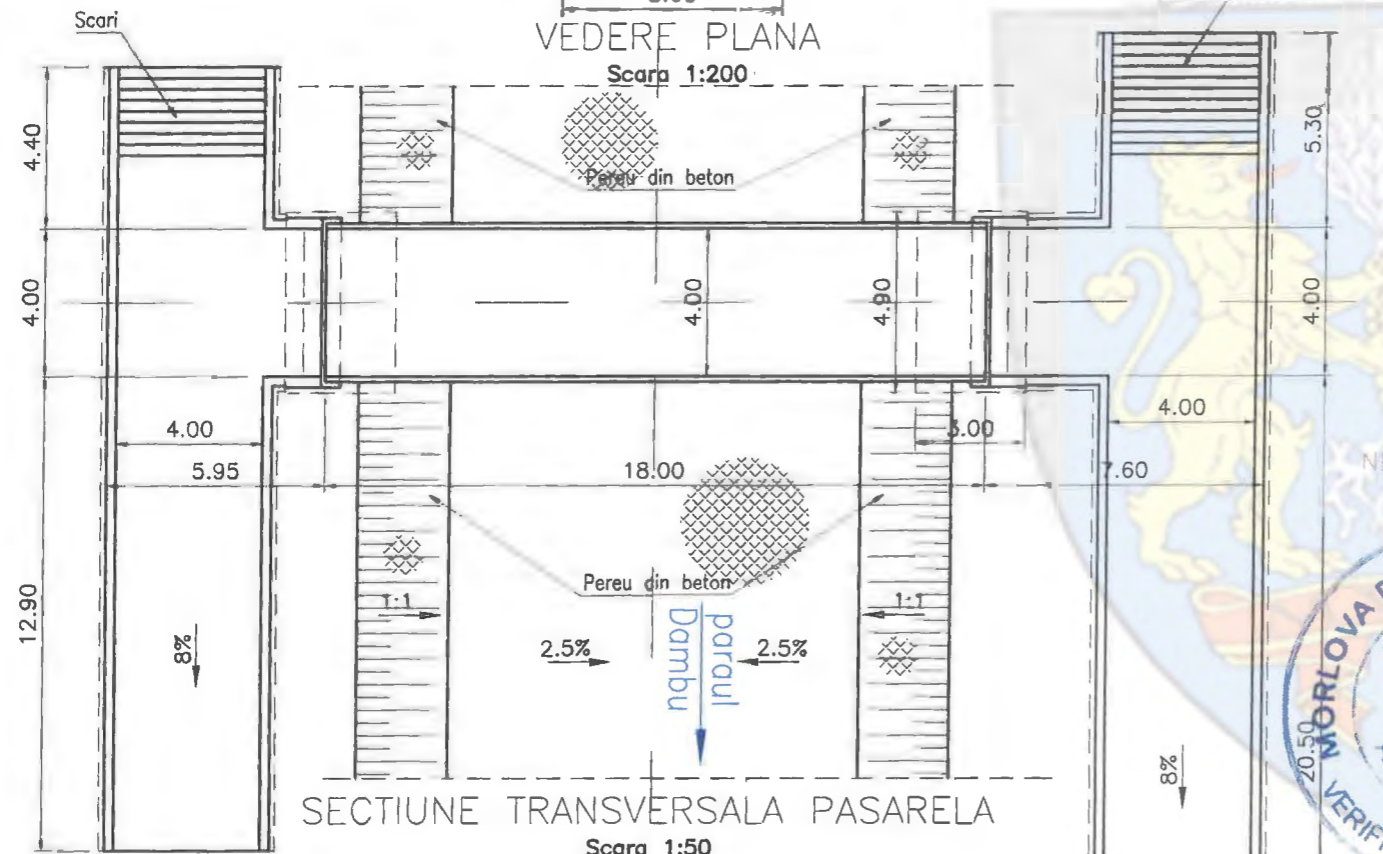 Scari
VEDERE PLANA
Scara 1:200
4.40
5.30
Pereu din beton
4.00
4.00
4.90
4.00
4.00
4.00
3.00
5.95
18.00
7.60
12.90
Pereu din beton
1:1
1:1
2.5%
2.5%
paraul
Dambu
8%
8%
20.50
MORLOVA
SECTIUNE TRANSVERSALA PASARELA
Scara 1:50